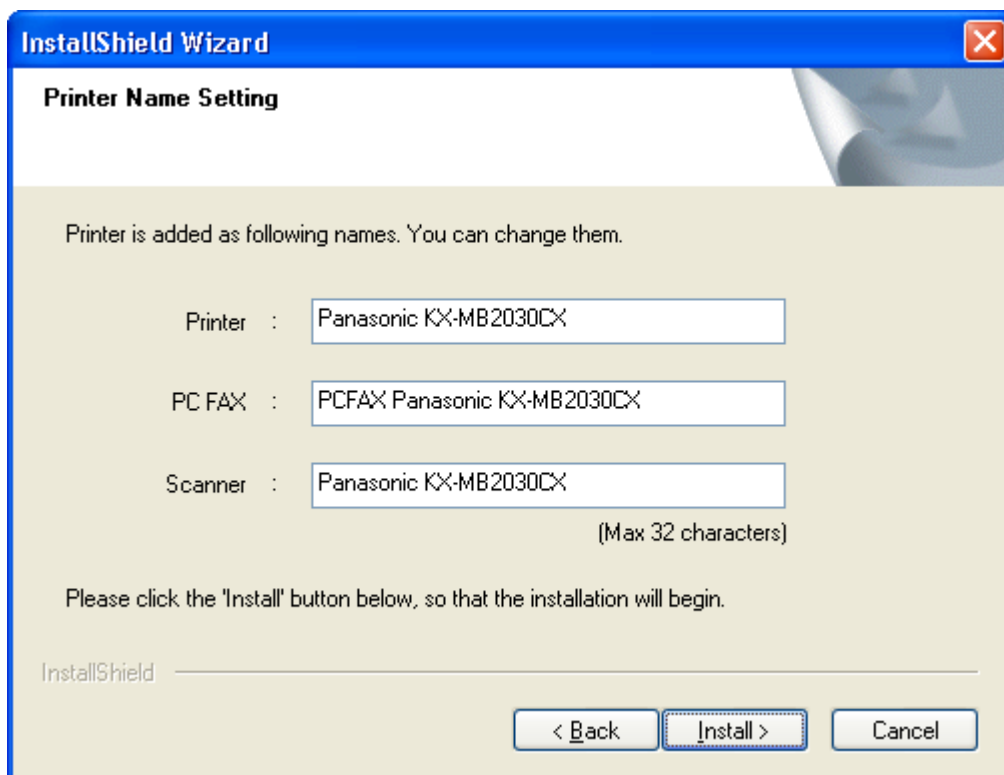 InstallShield Wizard
Printer Name Setting
Printer is added as following names. You can change them.
Printer : Panasonic KX-MB2030CX
PC FAX : PCFAX Panasonic KX-MB2030CX
Scanner : Panasonic KX-MB2030CX
(Max 32 characters)
Please click the 'Install' button below, so that the installation will begin.
InstallShield
< Back Install > Cancel